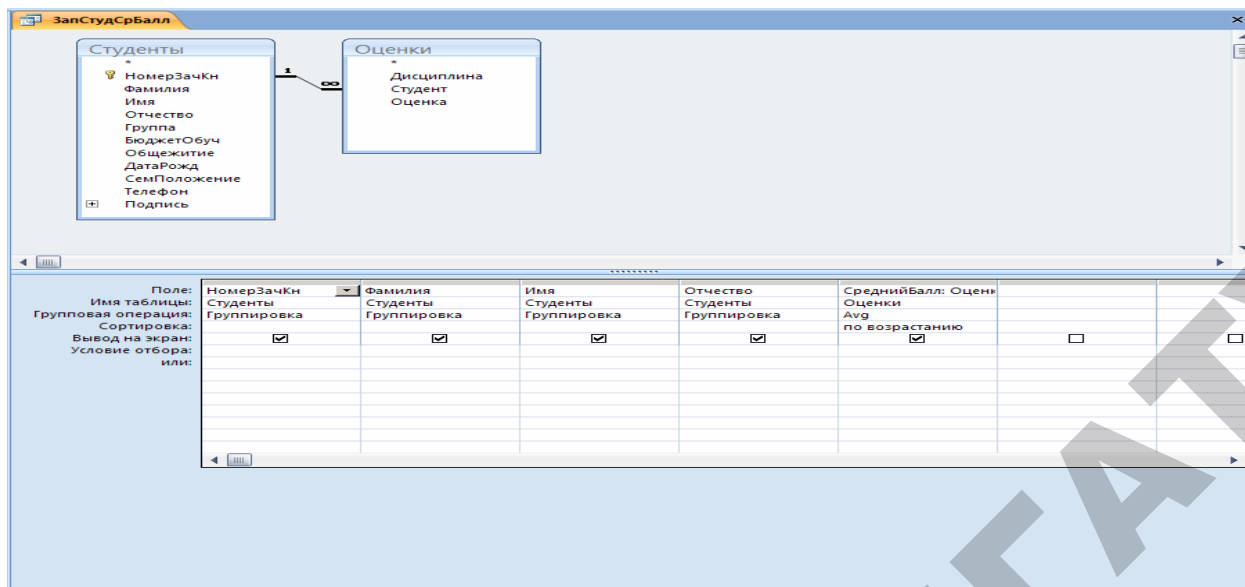 ЗапСтудСрБалл
Студенты
*
НомерЗачКн
Фамилия
Имя
Отчество
Группа
БюджетОбуч
Общежитие
ДатаРожд
СемПоложение
Телефон
Подпись
1
∞
Оценки
*
Дисциплина
Студент
Оценка
Поле: НомерЗачКн Фамилия Имя Отчество СреднийБалл: Оценк
Имя таблицы: Студенты Студенты Студенты Студенты Оценки
Групповая операция: Группировка Группировка Группировка Группировка Avg
Сортировка: по возрастанию
Вывод на экран:
Условие отбора:
или:
ГАТУ